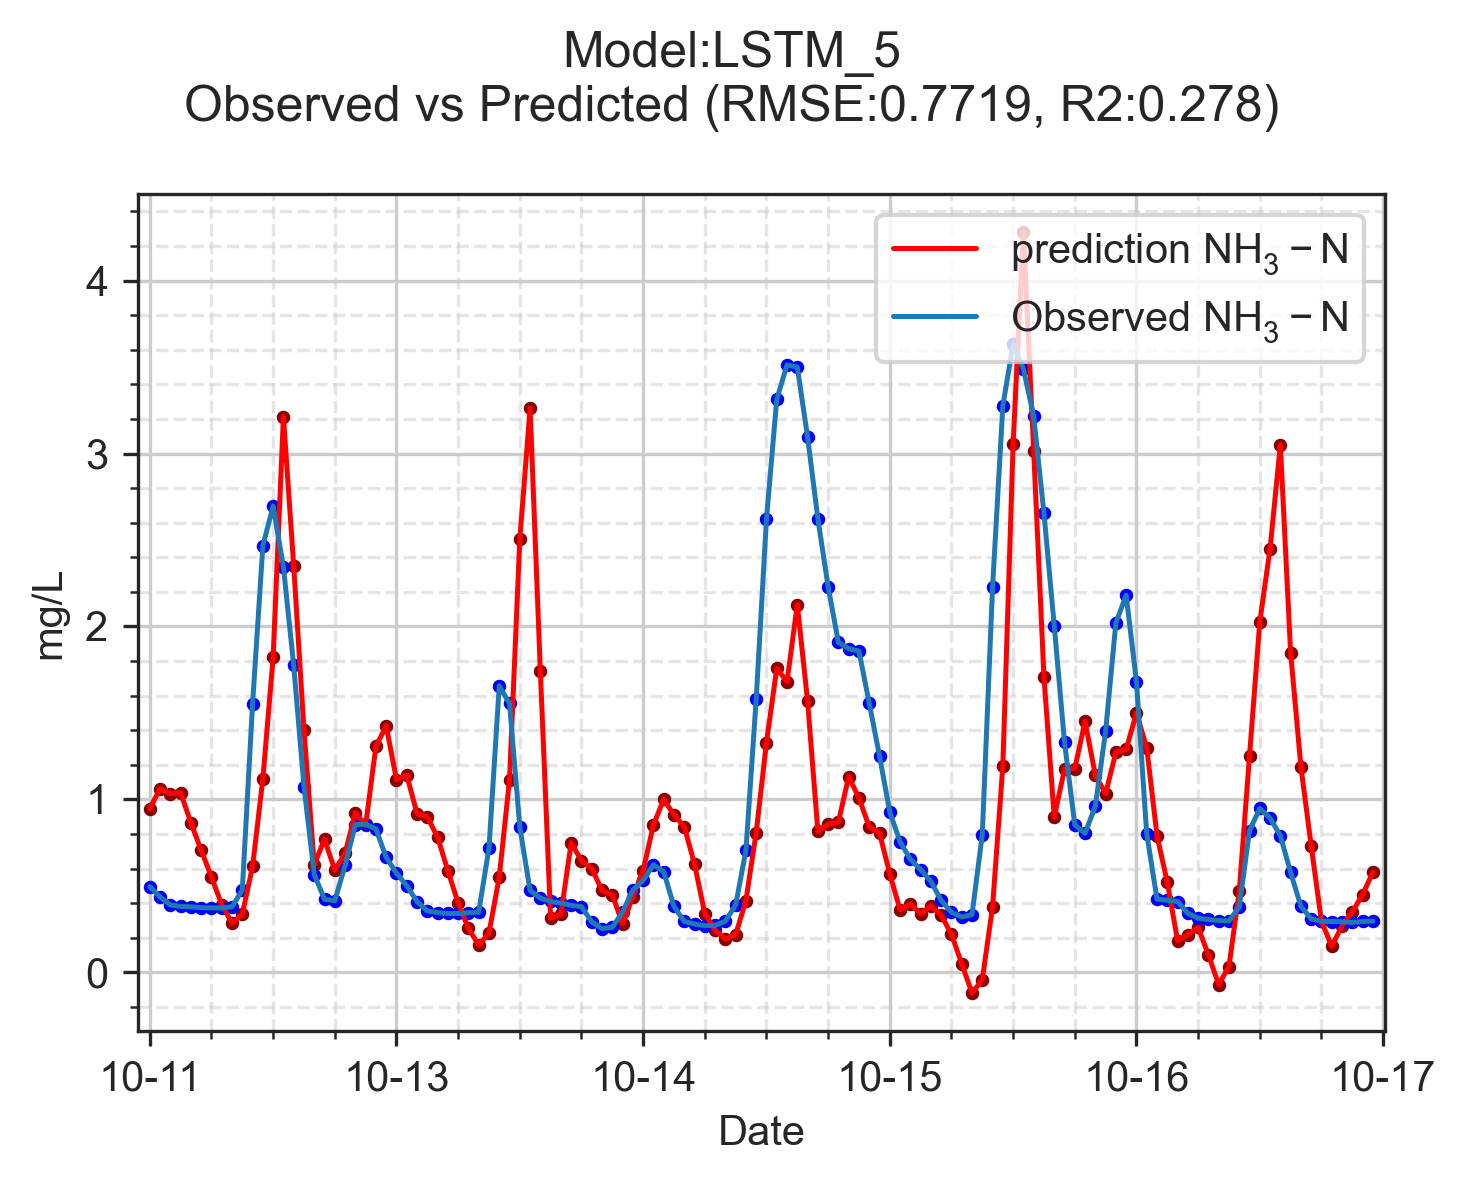 Model:LSTM_5
Observed vs Predicted (RMSE:0.7719, R2:0.278)
prediction NH₃ − N
Observed NH₃ − N
4
3
2
1
0
mg/L
10-11 10-13 10-14 10-15 10-16 10-17
Date